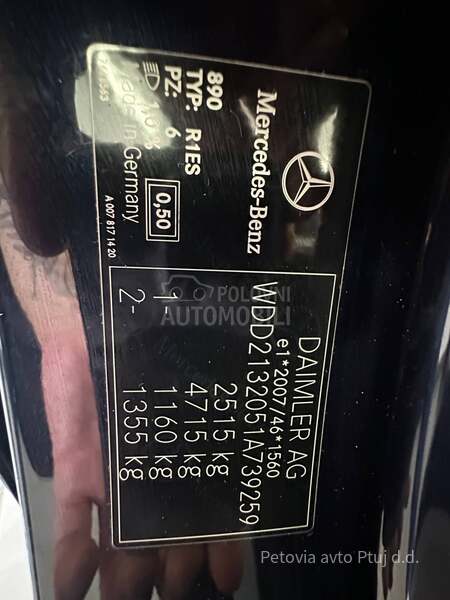 DAIMLER AG
e1*2007/46*1560
WDD2132051A739259
2515 kg
4715 kg
1- 1160 kg
2- 1355 kg
Mercedes-Benz
890
TYP: R1ES
PZ: 6
0,50
Made in Germany
A 007 817 14 20
POLOVNI
AUTOMOBILI
Petovia avto Ptuj d.d.